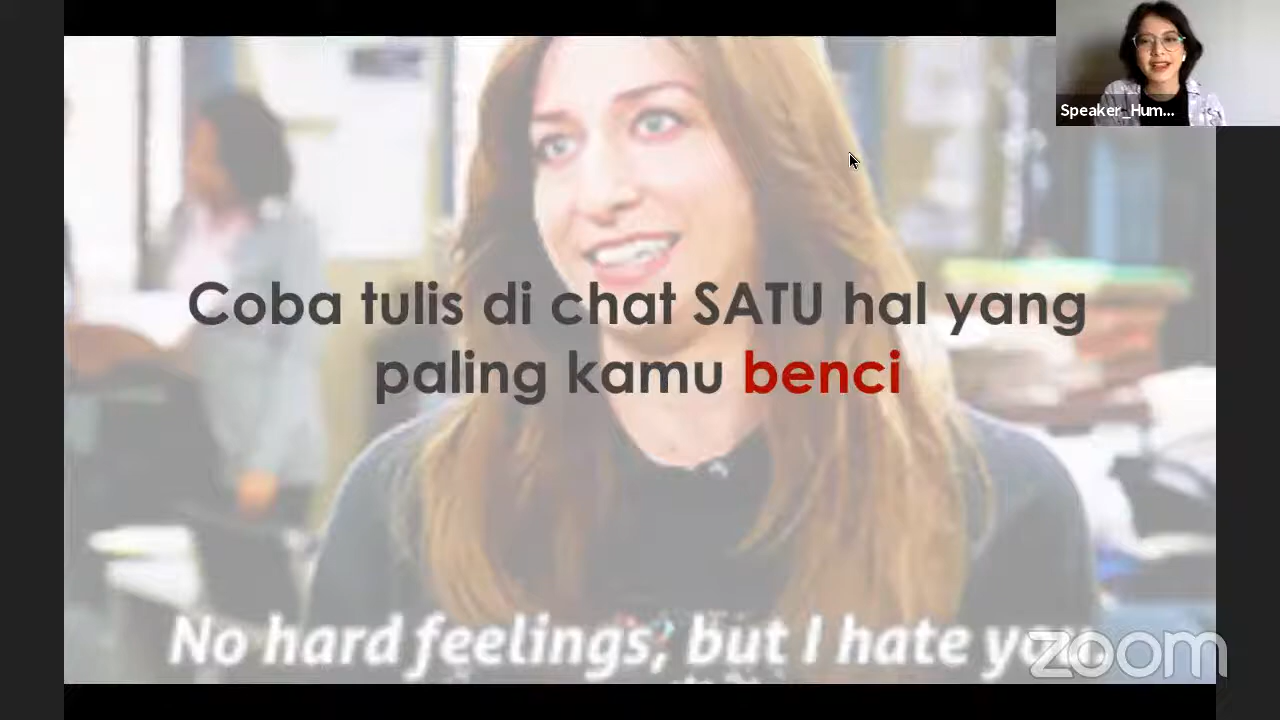 Speaker_Hum...
Coba tulis di chat SATU hal yang
paling kamu benci
No hard feelings, but I hate you.
zoom